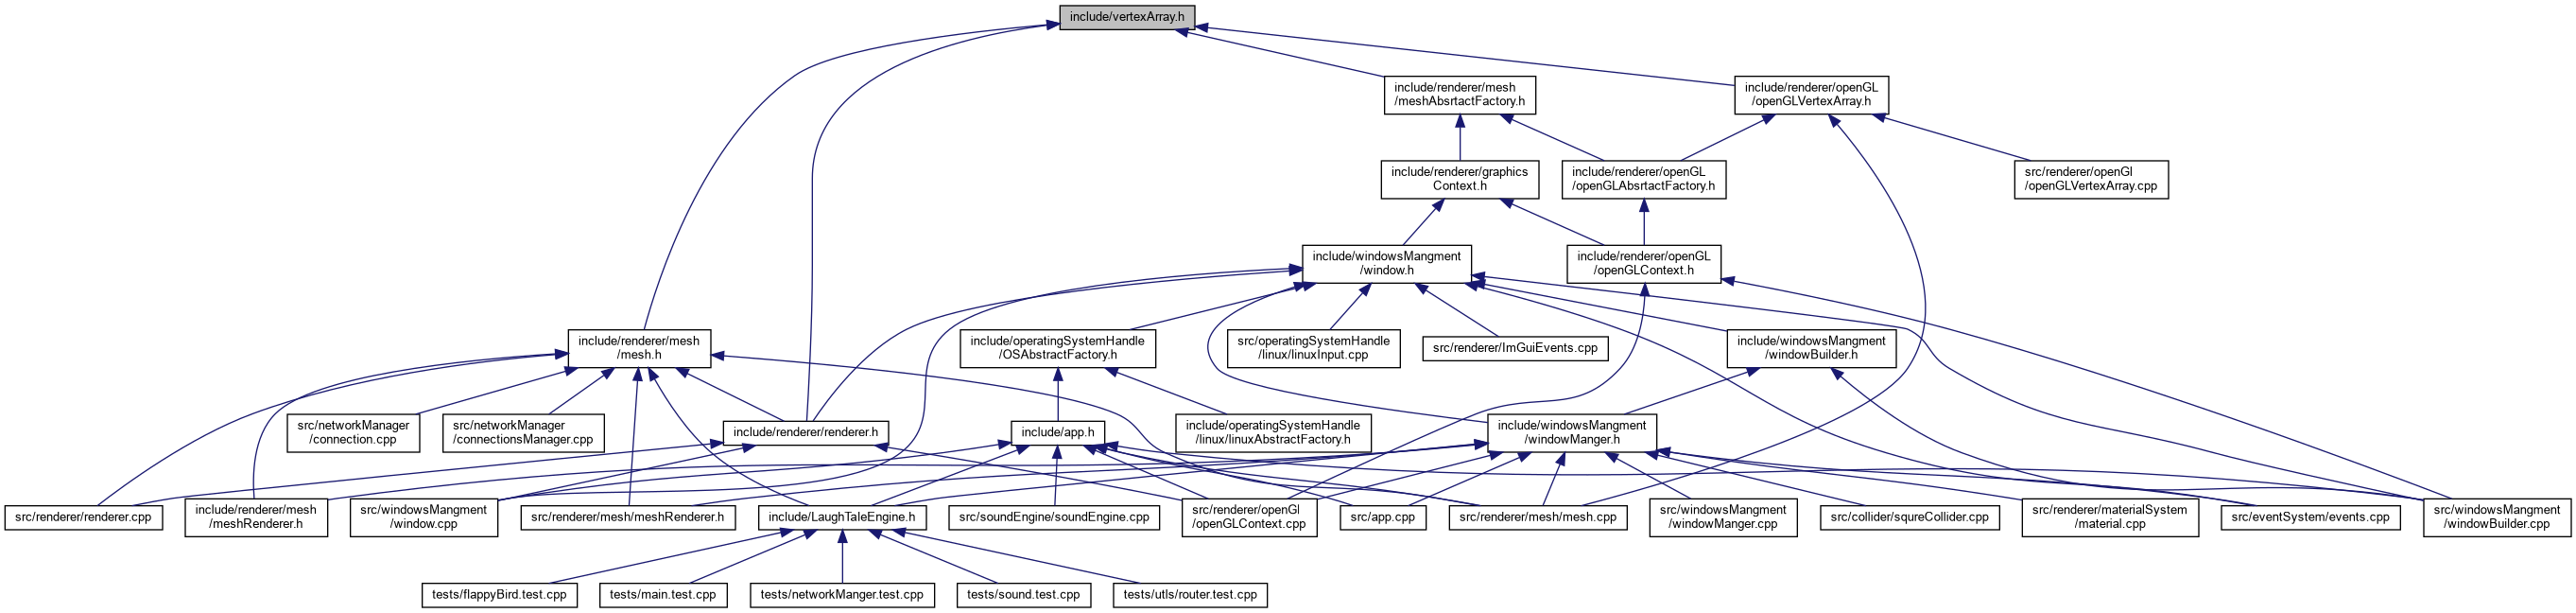 include/vertexArray.h
include/renderer/mesh
/meshAbsrtactFactory.h
include/renderer/openGL
/openGLVertexArray.h
include/renderer/graphics
Context.h
include/renderer/openGL
/openGLAbsrtactFactory.h
src/renderer/openGl
/openGLVertexArray.cpp
include/windowsMangment
/window.h
include/renderer/openGL
/openGLContext.h
include/renderer/mesh
/mesh.h
include/operatingSystemHandle
/OSAbstractFactory.h
src/operatingSystemHandle
/linux/linuxInput.cpp
src/renderer/ImGuiEvents.cpp
include/windowsMangment
/windowBuilder.h
src/networkManager
/connection.cpp
src/networkManager
/connectionsManager.cpp
include/renderer/renderer.h
include/app.h
include/operatingSystemHandle
/linux/linuxAbstractFactory.h
include/windowsMangment
/windowManger.h
src/renderer/renderer.cpp
include/renderer/mesh
/meshRenderer.h
src/windowsMangment
/window.cpp
src/renderer/mesh/meshRenderer.h
include/LaughTaleEngine.h
src/soundEngine/soundEngine.cpp
src/renderer/openGl
/openGLContext.cpp
src/app.cpp
src/renderer/mesh/mesh.cpp
src/windowsMangment
/windowManger.cpp
src/collider/squreCollider.cpp
src/renderer/materialSystem
/material.cpp
src/eventSystem/events.cpp
src/windowsMangment
/windowBuilder.cpp
tests/flappyBird.test.cpp
tests/main.test.cpp
tests/networkManger.test.cpp
tests/sound.test.cpp
tests/utls/router.test.cpp